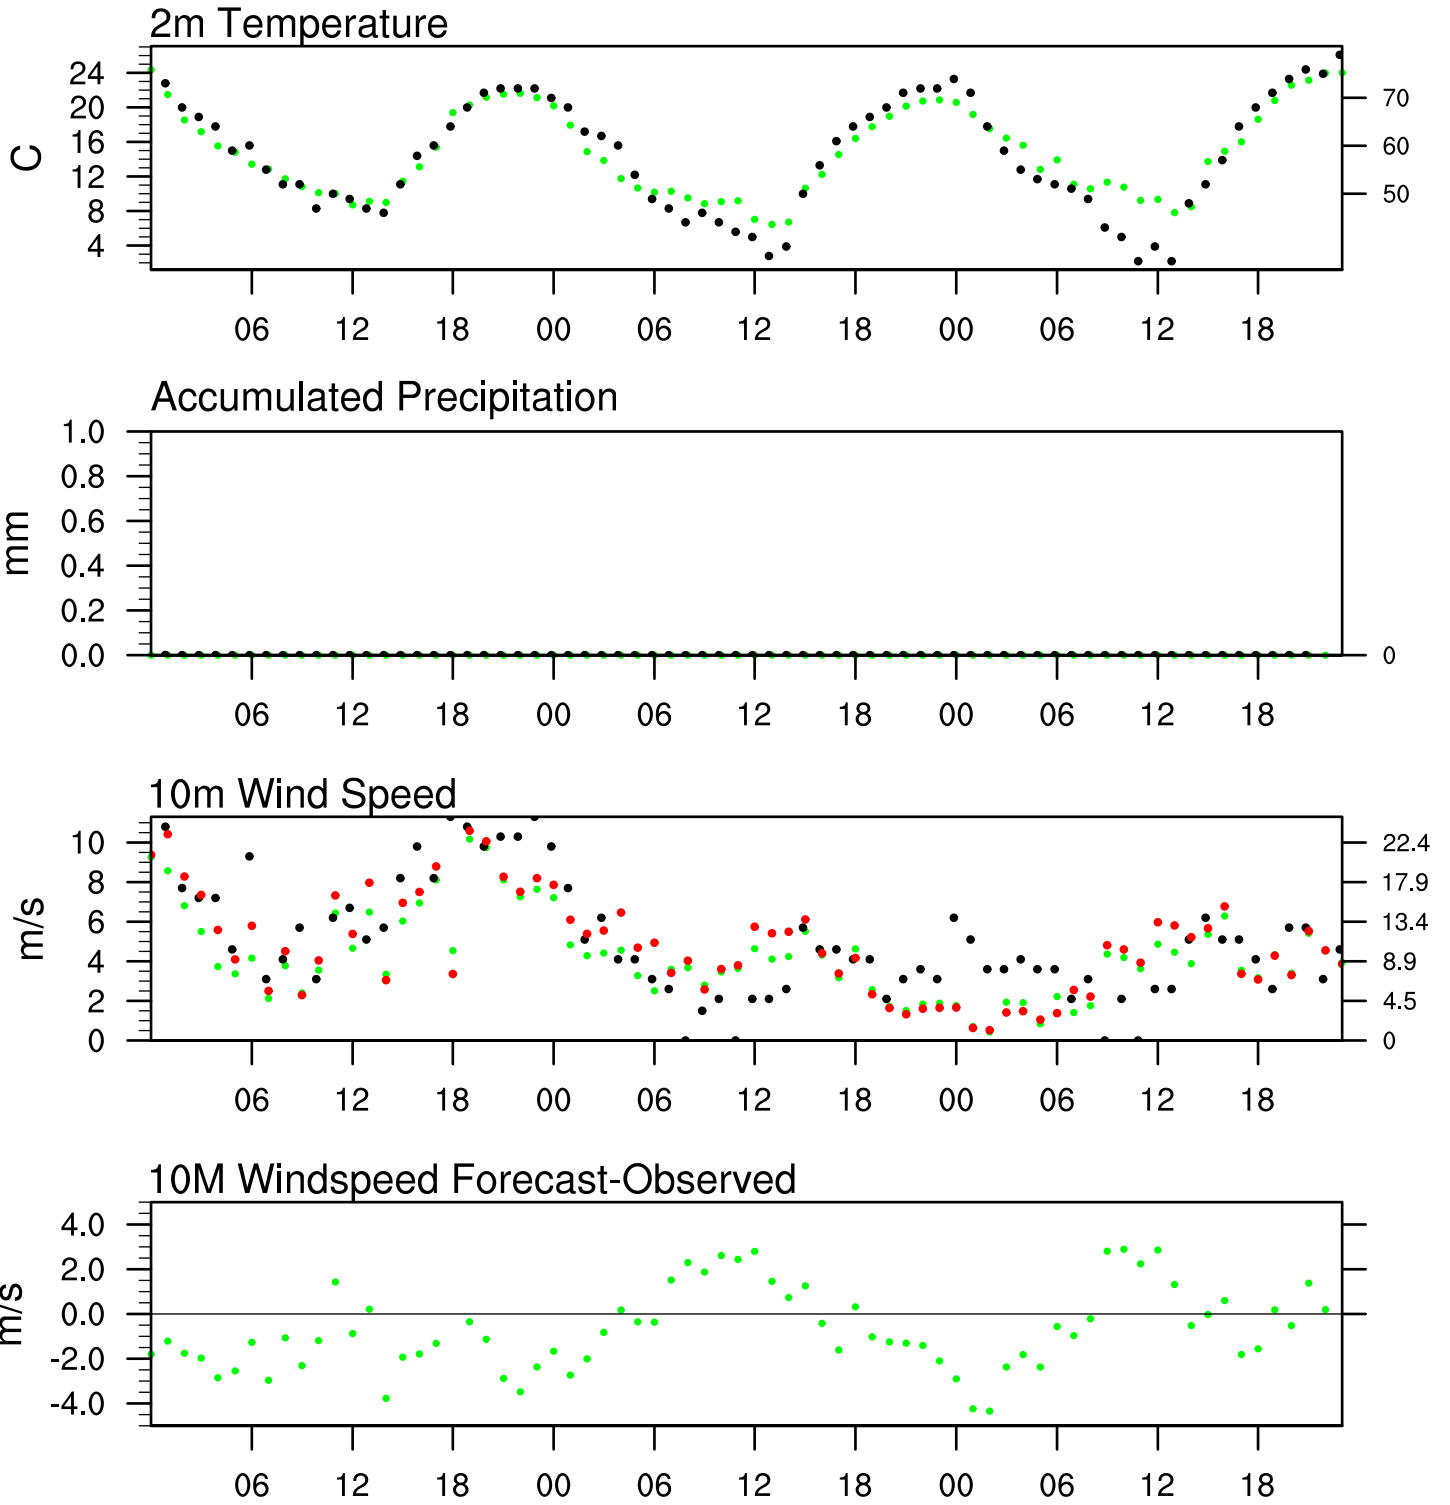 2m Temperature
24
20
16
12
8
4
C
70
60
50
06 12 18 00 06 12 18 00 06 12 18
Accumulated Precipitation
1.0
0.8
0.6
0.4
0.2
0.0
mm
0
06 12 18 00 06 12 18 00 06 12 18
10m Wind Speed
10
8
6
4
2
0
m/s
22.4
17.9
13.4
8.9
4.5
0
06 12 18 00 06 12 18 00 06 12 18
10M Windspeed Forecast-Observed
4.0
2.0
0.0
-2.0
-4.0
m/s
06 12 18 00 06 12 18 00 06 12 18